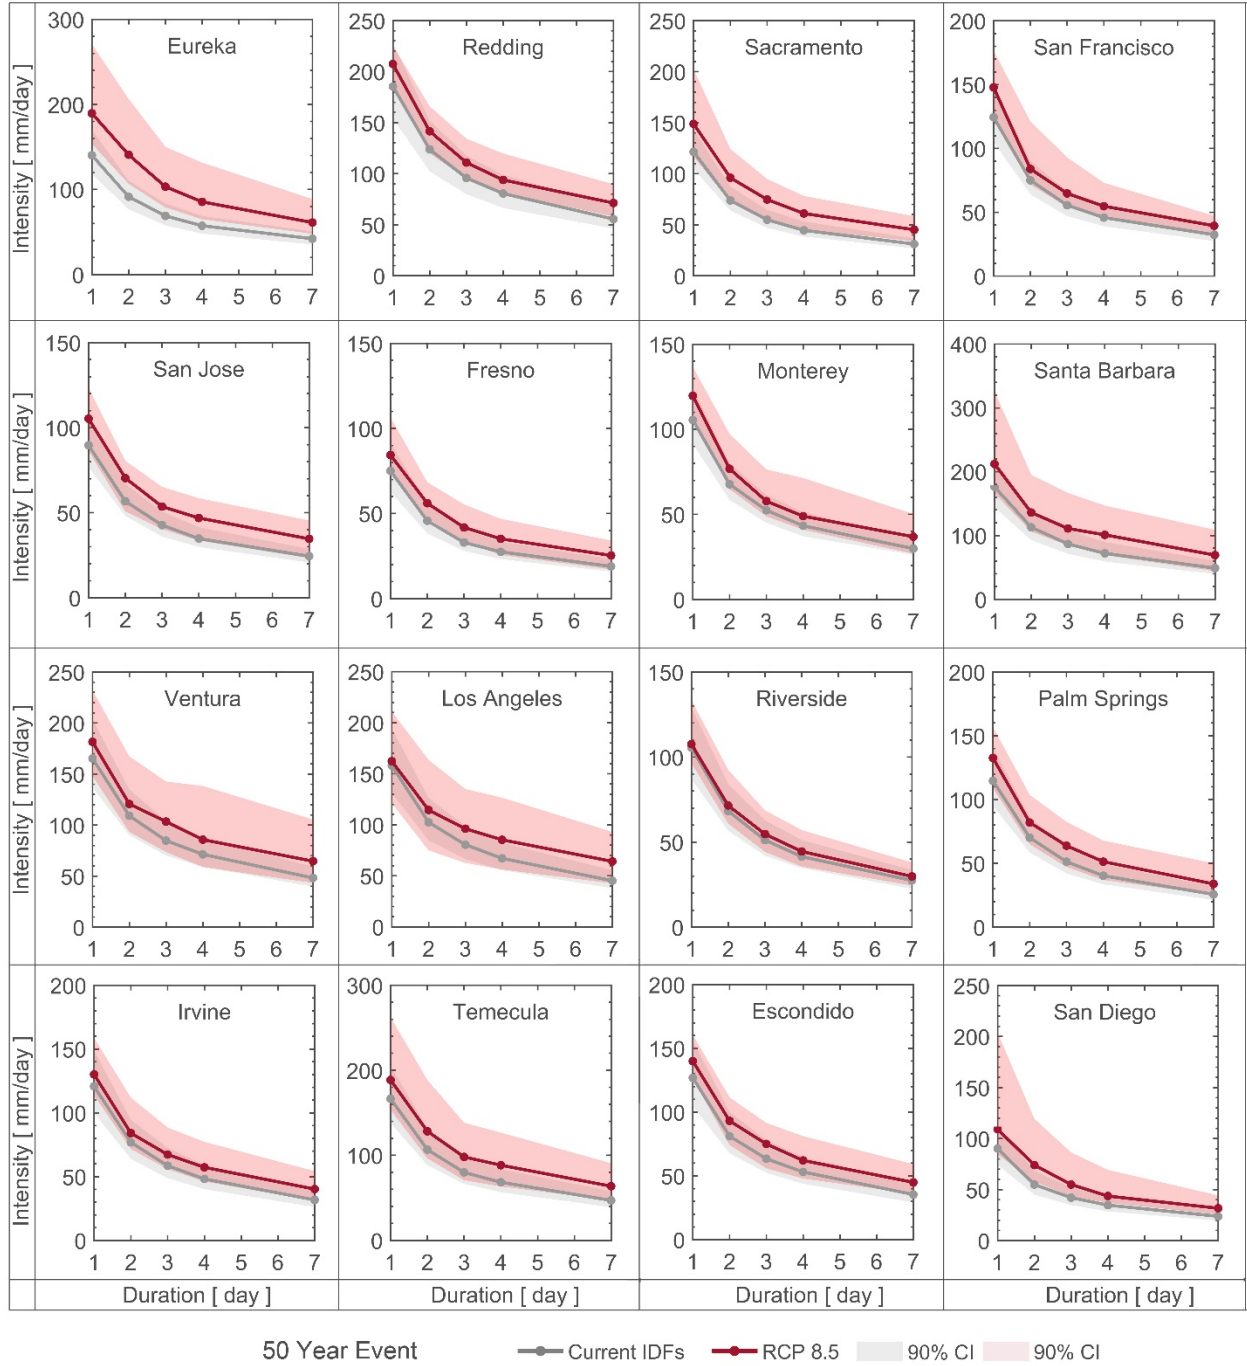 Eureka
Intensity [ mm/day ]
300
200
100
0
1 2 3 4 5 6 7
Redding
250
200
150
100
50
0
1 2 3 4 5 6 7
Sacramento
250
200
150
100
50
0
1 2 3 4 5 6 7
San Francisco
200
150
100
50
0
1 2 3 4 5 6 7
San Jose
Intensity [ mm/day ]
150
100
50
0
1 2 3 4 5 6 7
Fresno
150
100
50
0
1 2 3 4 5 6 7
Monterey
150
100
50
0
1 2 3 4 5 6 7
Santa Barbara
400
300
200
100
0
1 2 3 4 5 6 7
Ventura
Intensity [ mm/day ]
250
200
150
100
50
0
1 2 3 4 5 6 7
Los Angeles
250
200
150
100
50
0
1 2 3 4 5 6 7
Riverside
150
100
50
0
1 2 3 4 5 6 7
Palm Springs
200
150
100
50
0
1 2 3 4 5 6 7
Irvine
Intensity [ mm/day ]
200
150
100
50
0
1 2 3 4 5 6 7
Temecula
300
200
100
0
1 2 3 4 5 6 7
Escondido
200
150
100
50
0
1 2 3 4 5 6 7
San Diego
250
200
150
100
50
0
1 2 3 4 5 6 7
Duration [ day ] Duration [ day ] Duration [ day ] Duration [ day ]
50 Year Event Current IDFs RCP 8.5 90% CI 90% CI